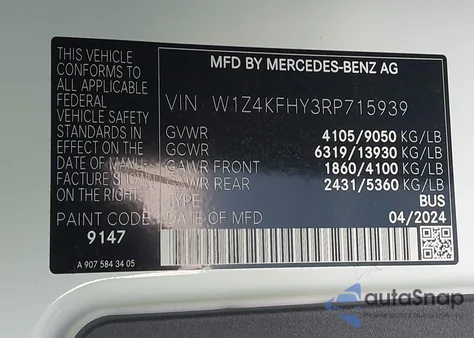 MFD BY MERCEDES-BENZ AG
THIS VEHICLE
CONFORMS TO
ALL APPLICABLE
FEDERAL
VEHICLE SAFETY
STANDARDS IN
EFFECT ON THE
DATE OF MANU-
FACTURE SHOWN
ON THE RIGHT.
PAINT CODE
9147
A 907 584 34 05
VIN W1Z4KFHY3RP715939
GVWR 4105/9050 KG/LB
GCWR 6319/13930 KG/LB
GAWR FRONT 1860/4100 KG/LB
GAWR REAR 2431/5360 KG/LB
TYPE BUS
DATE OF MFD 04/2024
autoSnap